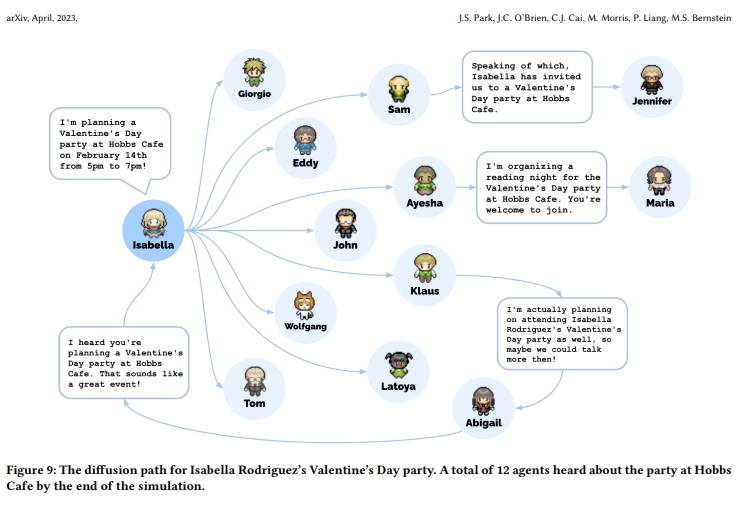 arXiv, April, 2023,
J.S. Park, J.C. O'Brien, C.J. Cai, M. Morris, P. Liang, M.S. Bernstein
I'm planning a
Valentine's Day
party at Hobbs Cafe
on February 14th
from 5pm to 7pm!
Isabella
Giorgio
Eddy
John
Wolfgang
Tom
Sam
Speaking of which,
Isabella has invited
us to a Valentine's
Day party at Hobbs
Cafe.
Jennifer
Ayesha
I'm organizing a
reading night for the
Valentine's Day party
at Hobbs Cafe. You're
welcome to join.
Maria
Klaus
I'm actually planning
on attending Isabella
Rodriguez's Valentine's
Day party as well, so
maybe we could talk
more then!
Latoya
Abigail
I heard you're
planning a Valentine's
Day party at Hobbs
Cafe. That sounds like
a great event!
Figure 9: The diffusion path for Isabella Rodriguez's Valentine's Day party. A total of 12 agents heard about the party at Hobbs
Cafe by the end of the simulation.